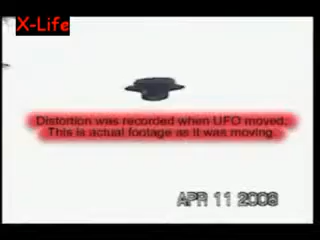 X-Life
Distortion was recorded when UFO moved.
This is actual footage as it was moving.
APR 11 2008